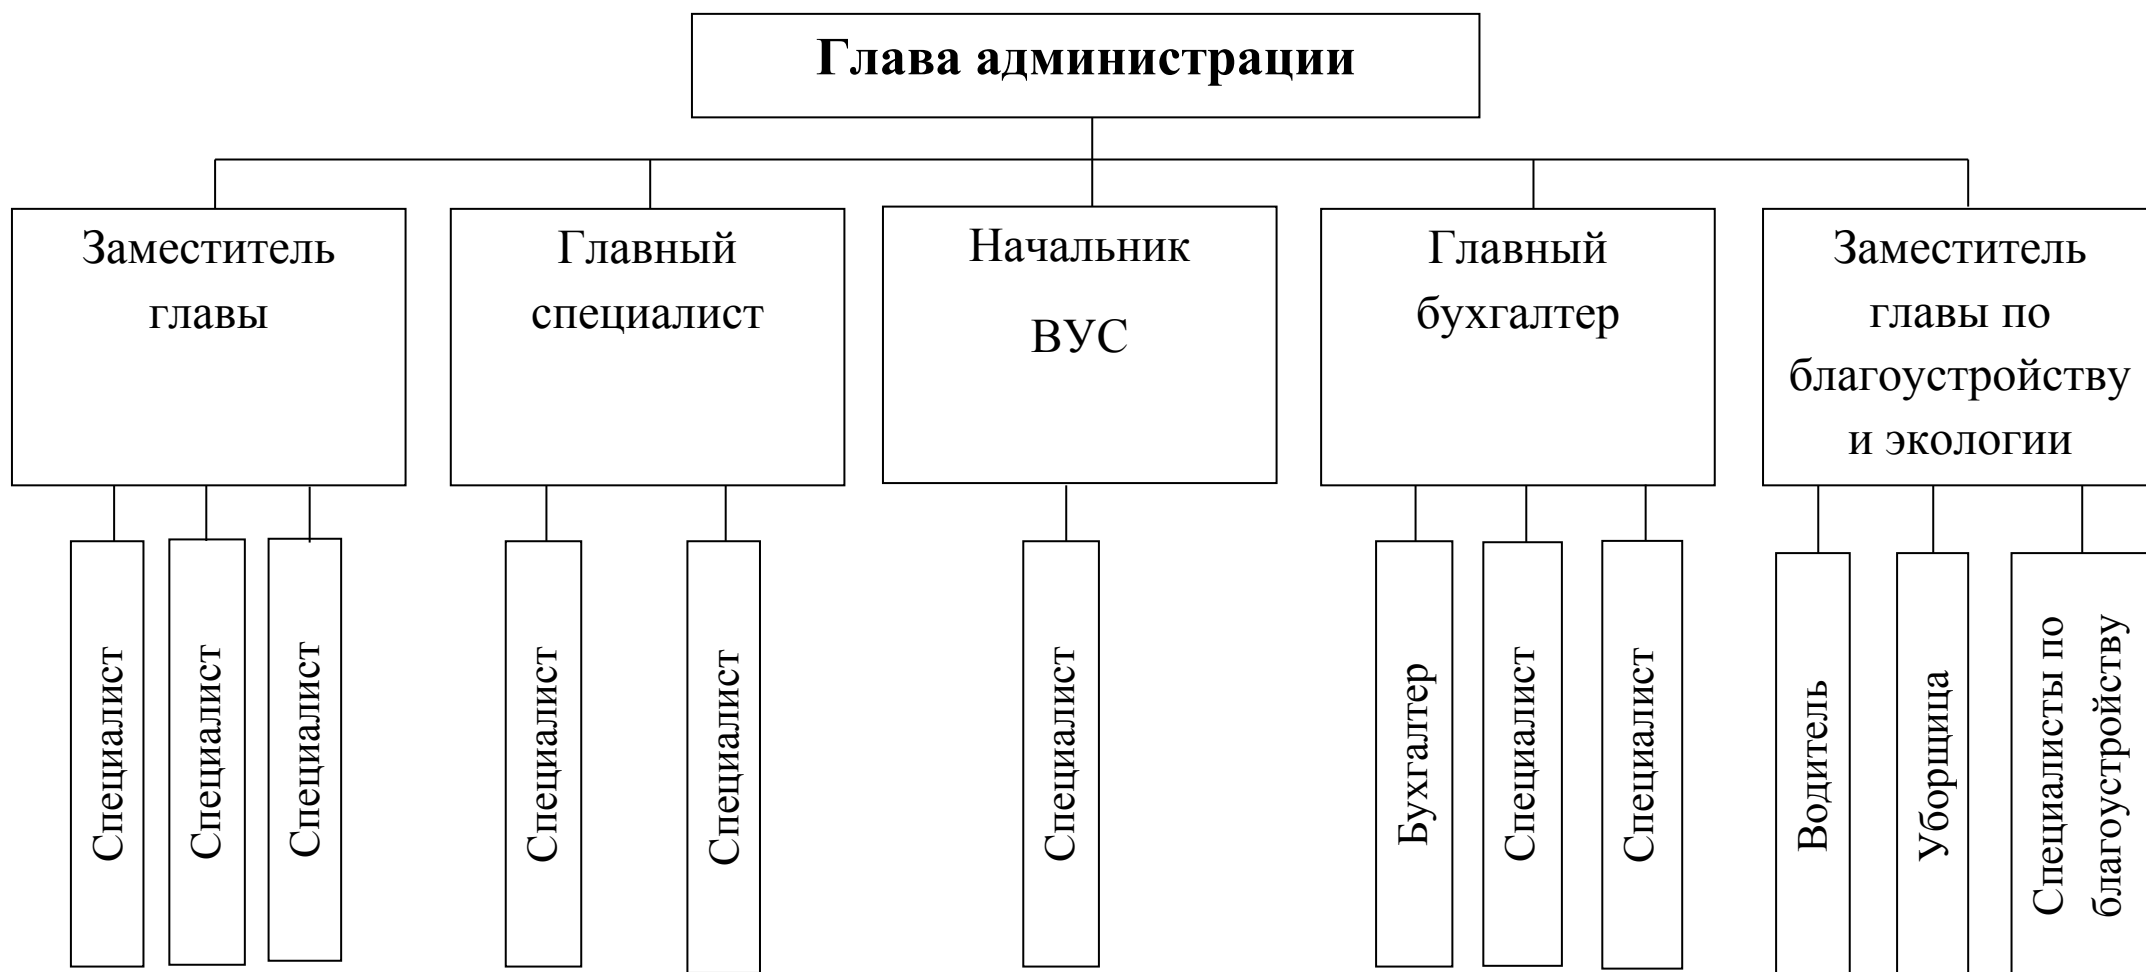 Глава администрации
Заместитель
главы
Главный
специалист
Начальник
ВУС
Главный
бухгалтер
Заместитель
главы по
благоустройству
и экологии
Специалист
Специалист
Специалист
Специалист
Специалист
Специалист
Бухгалтер
Специалист
Специалист
Водитель
Уборщица
Специалисты по
благоустройству